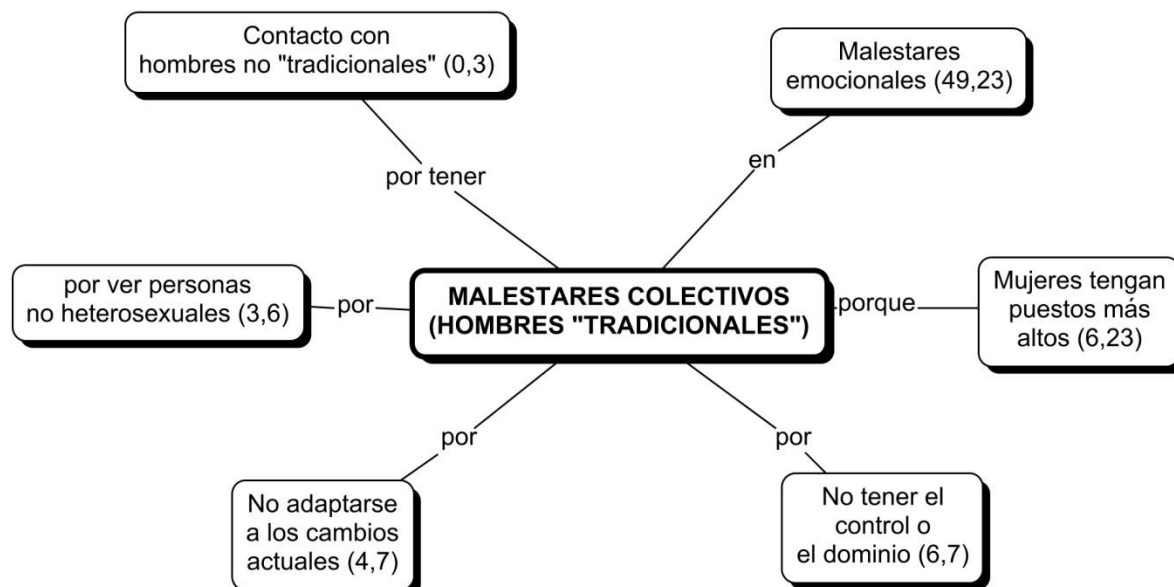 Contacto con
hombres no "tradicionales" (0,3)
Malestares
emocionales (49,23)
por tener
en
por ver personas
no heterosexuales (3,6)
por
MALESTARES COLECTIVOS
(HOMBRES "TRADICIONALES")
porque
Mujeres tengan
puestos más
altos (6,23)
por
por
No adaptarse
a los cambios
actuales (4,7)
No tener el
control o
el dominio (6,7)